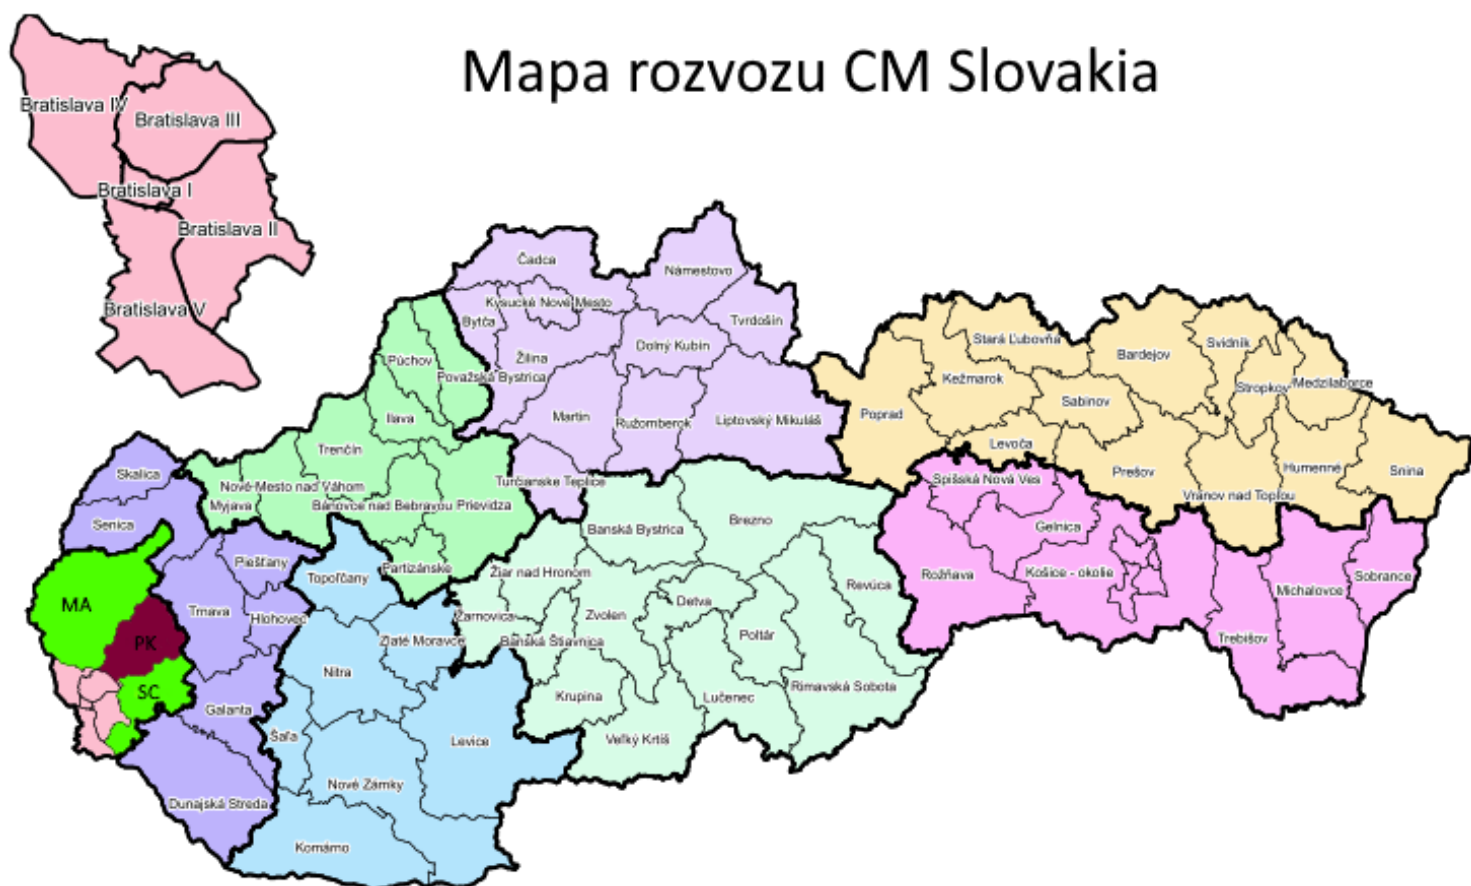 Mapa rozvozu CM Slovakia
Bratislava IV
Bratislava III
Bratislava I
Bratislava II
Bratislava V
Čadca
Námestovo
Kysucké Nové Mesto
Bytča
Tvrdošín
Dolný Kubín
Žilina
Púchov
Považská Bystrica
Ilava
Martin
Ružomberok
Liptovský Mikuláš
Turčianske Teplice
Stará Ľubovňa
Svidník
Bardejov
Kežmarok
Stropkov
Medzilaborce
Sabinov
Poprad
Levoča
Prešov
Humenné
Snina
Vranov nad Topľou
Spišská Nová Ves
Gelnica
Rožňava
Košice - okolie
Michalovce
Sobrance
Trebišov
Trenčín
Nové Mesto nad Váhom
Myjava
Bánovce nad Bebravou
Prievidza
Partizánske
Skalica
Senica
Piešťany
Trnava
Hlohovec
MA
PK
SC
Galanta
Dunajská Streda
Topoľčany
Zlaté Moravce
Nitra
Šaľa
Levice
Nové Zámky
Komárno
Banská Bystrica
Brezno
Žiar nad Hronom
Revúca
Žarnovica
Zvolen
Detva
Banská Štiavnica
Poltár
Krupina
Lučenec
Rimavská Sobota
Veľký Krtíš